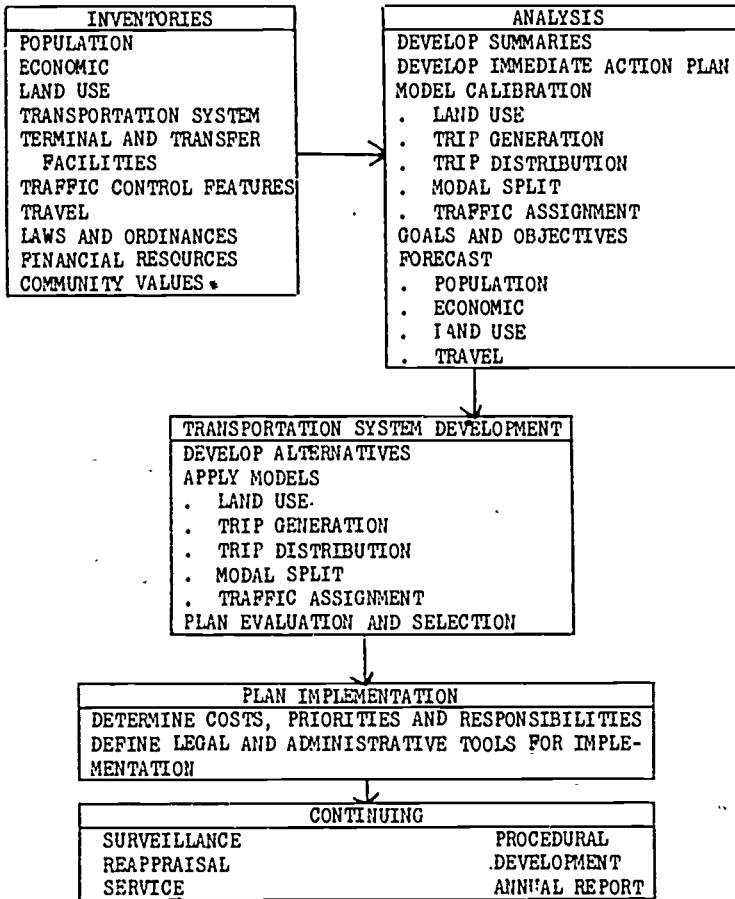 INVENTORIES
POPULATION
ECONOMIC
LAND USE
TRANSPORTATION SYSTEM
TERMINAL AND TRANSFER
FACILITIES
TRAFFIC CONTROL FEATURES
TRAVEL
LAWS AND ORDINANCES
FINANCIAL RESOURCES
COMMUNITY VALUES
ANALYSIS
DEVELOP SUMMARIES
DEVELOP IMMEDIATE ACTION PLAN
MODEL CALIBRATION
. LAND USE
. TRIP GENERATION
. TRIP DISTRIBUTION
. MODAL SPLIT
. TRAFFIC ASSIGNMENT
GOALS AND OBJECTIVES
FORECAST
. POPULATION
. ECONOMIC
. LAND USE
. TRAVEL
TRANSPORTATION SYSTEM DEVELOPMENT
DEVELOP ALTERNATIVES
APPLY MODELS
. LAND USE
. TRIP GENERATION
. TRIP DISTRIBUTION
. MODAL SPLIT
. TRAFFIC ASSIGNMENT
PLAN EVALUATION AND SELECTION
PLAN IMPLEMENTATION
DETERMINE COSTS, PRIORITIES AND RESPONSIBILITIES
DEFINE LEGAL AND ADMINISTRATIVE TOOLS FOR IMPLE-
MENTATION
CONTINUING
SURVEILLANCE
REAPPRAISAL
SERVICE
PROCEDURAL
DEVELOPMENT
ANNUAL REPORT